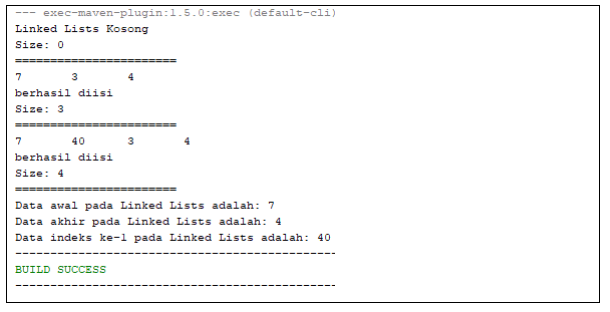 --- exec-maven-plugin:1.5.0:exec (default-cli)
Linked Lists Kosong
Size: 0
=======================
7 3 4
berhasil diisi
Size: 3
=======================
7 40 3 4
berhasil diisi
Size: 4
=======================
Data awal pada Linked Lists adalah: 7
Data akhir pada Linked Lists adalah: 4
Data indeks ke-1 pada Linked Lists adalah: 40
----------------------------------------------
BUILD SUCCESS
----------------------------------------------